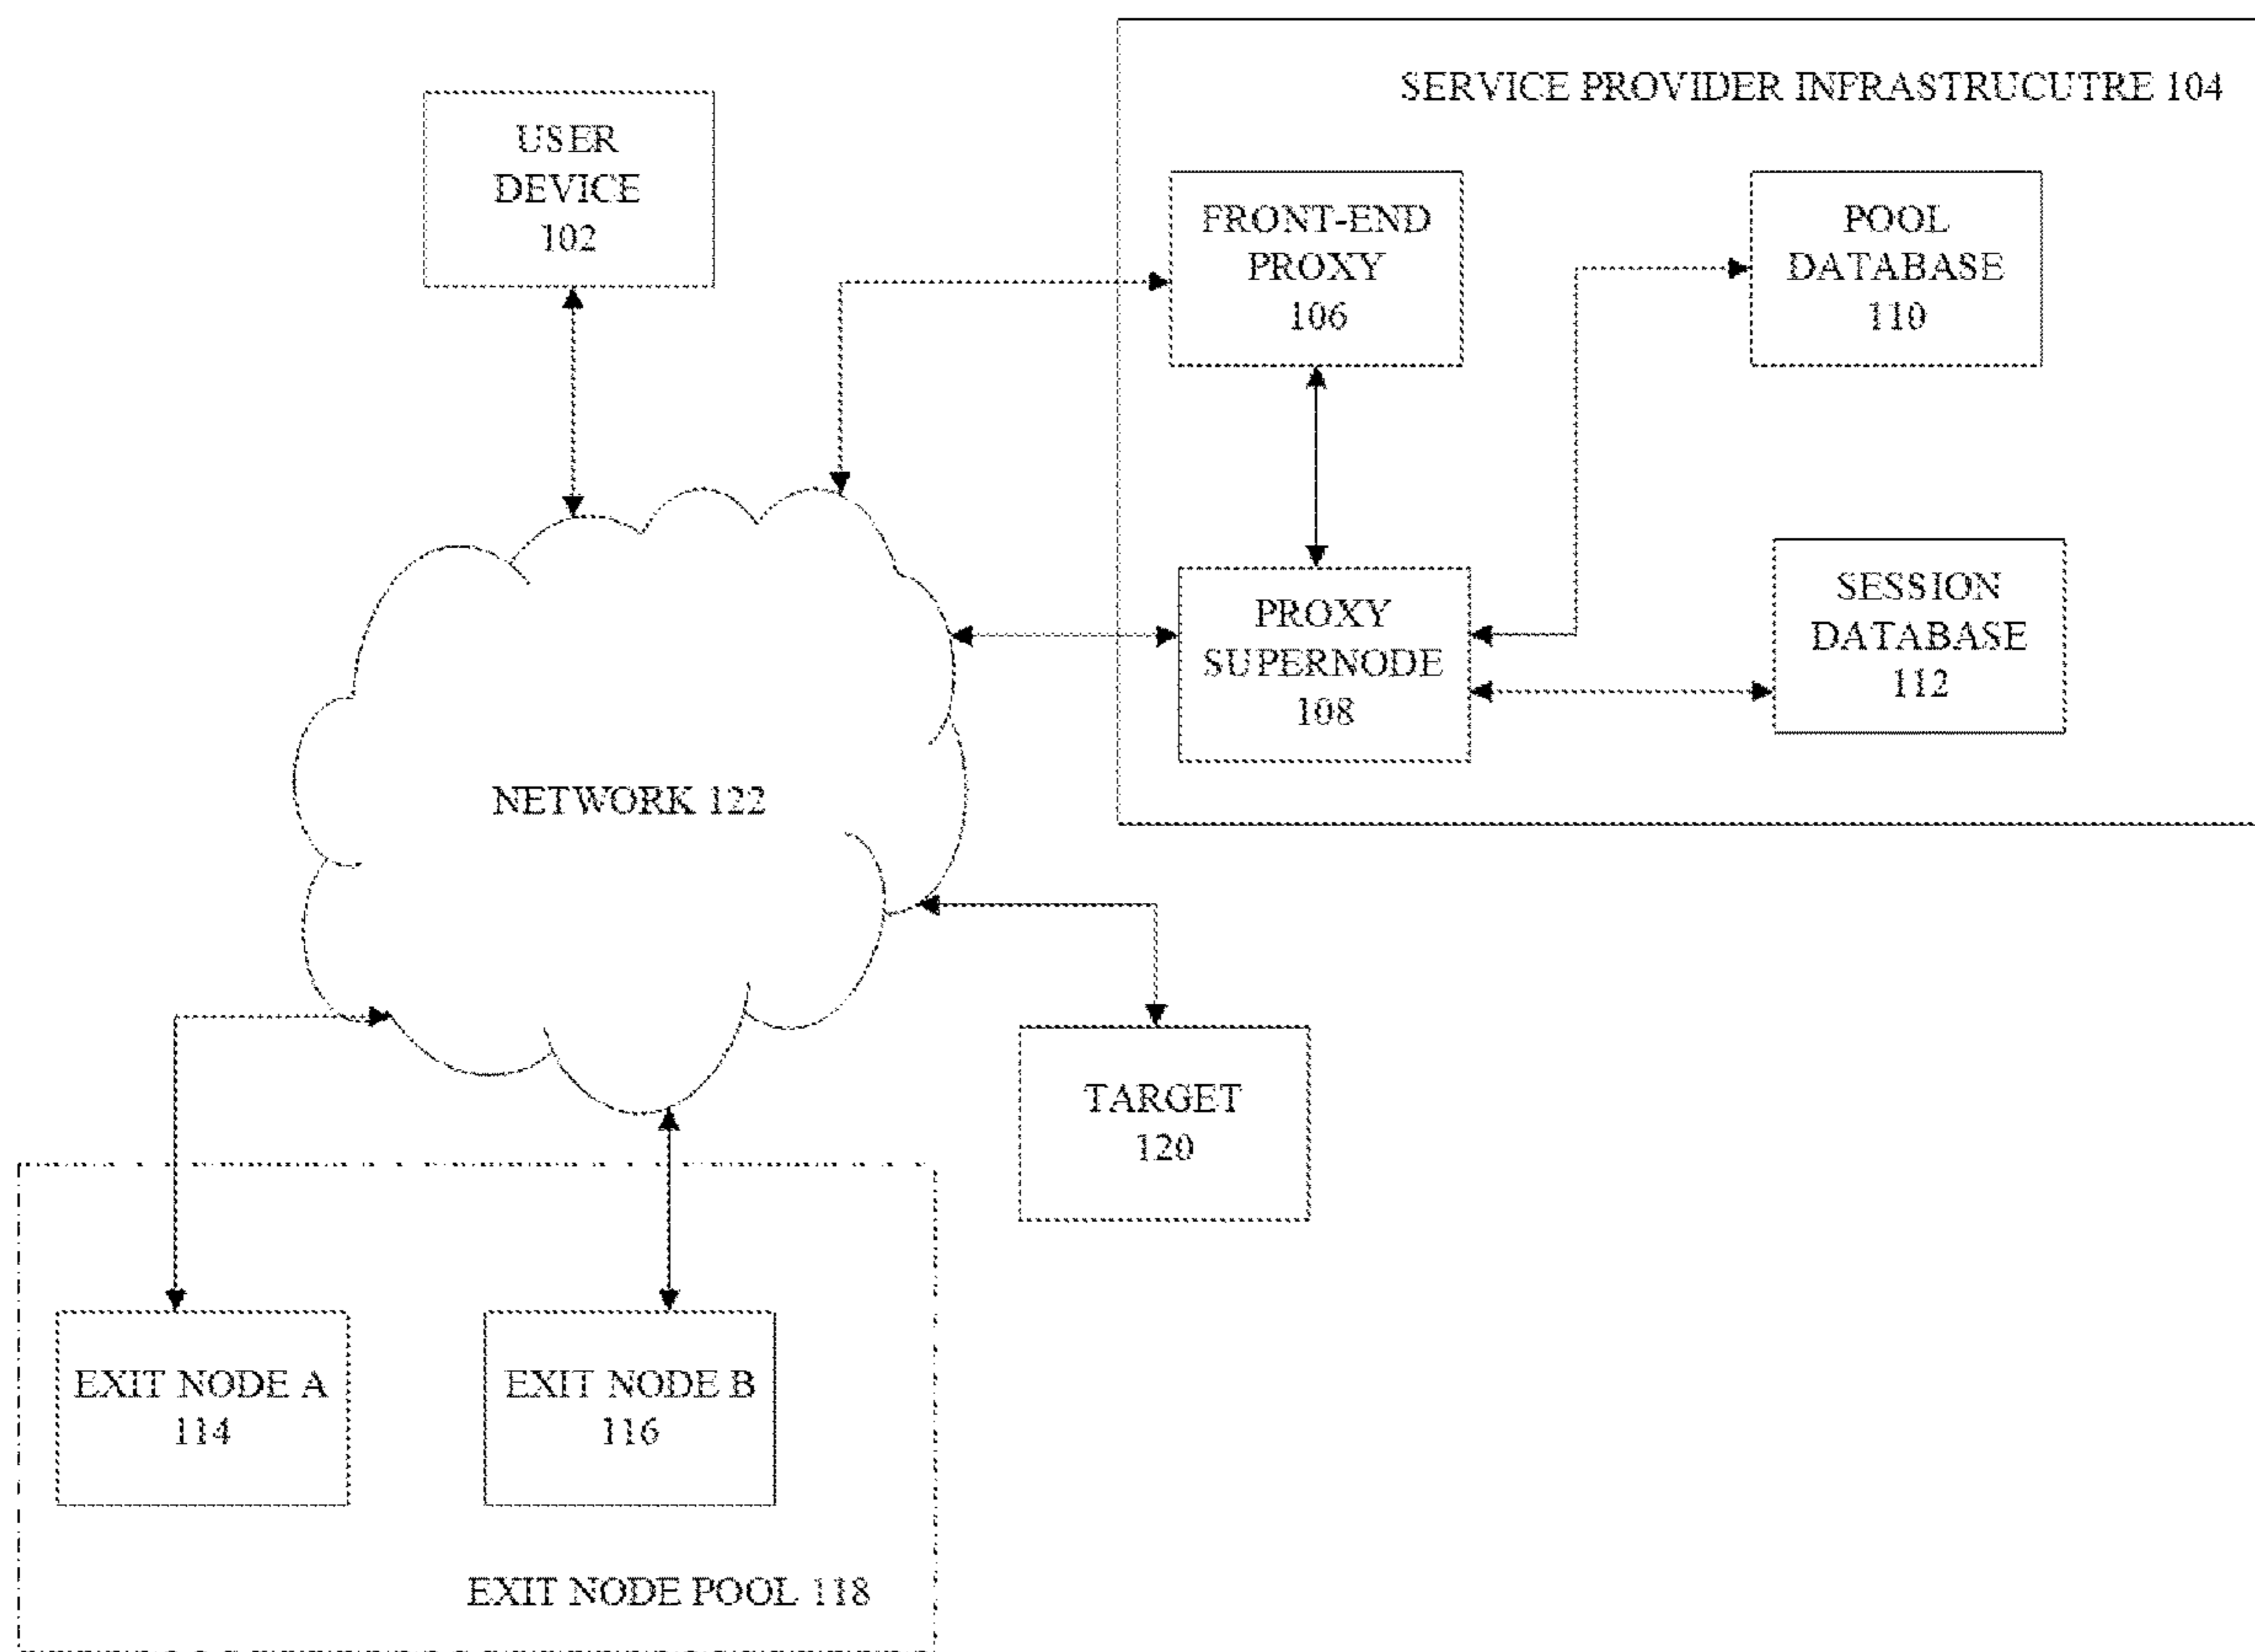 SERVICE PROVIDER INFRASTRUCUTRE 104
USER
DEVICE
102
FRONT-END
PROXY
106
POOL
DATABASE
110
PROXY
SUPERNODE
108
SESSION
DATABASE
112
NETWORK 122
TARGET
120
EXIT NODE A
114
EXIT NODE B
116
EXIT NODE POOL 118